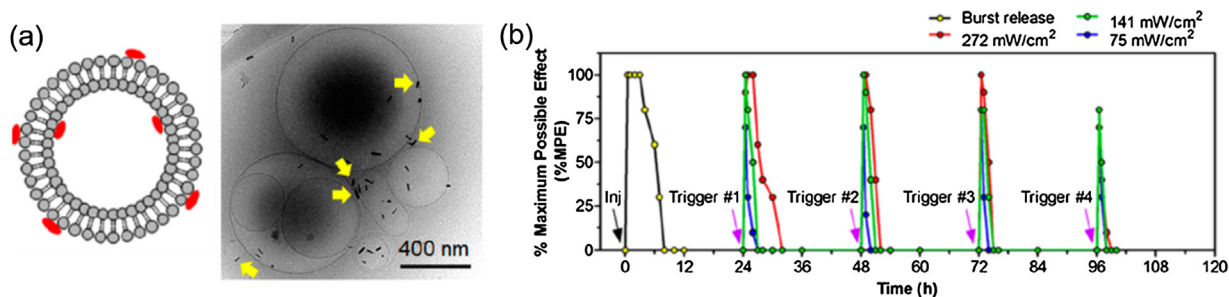 (a)
400 nm
(b)
Burst release
272 mW/cm²
141 mW/cm²
75 mW/cm²
% Maximum Possible Effect
(%MPE)
100
75
50
25
0
Inj
Trigger #1
Trigger #2
Trigger #3
Trigger #4
0 12 24 36 48 60 72 84 96 108 120
Time (h)